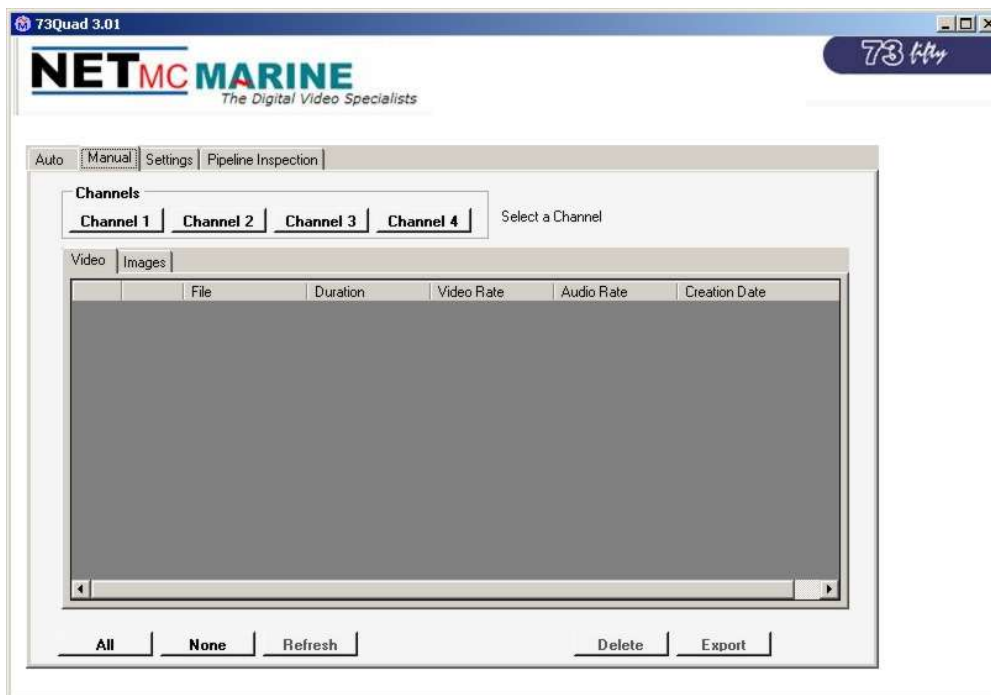 73Quad 3.01
NETMC MARINE
The Digital Video Specialists
73 fifty
Auto Manual Settings Pipeline Inspection
Channels
Channel 1 Channel 2 Channel 3 Channel 4 Select a Channel
Video Images
File Duration Video Rate Audio Rate Creation Date
All None Refresh Delete Export